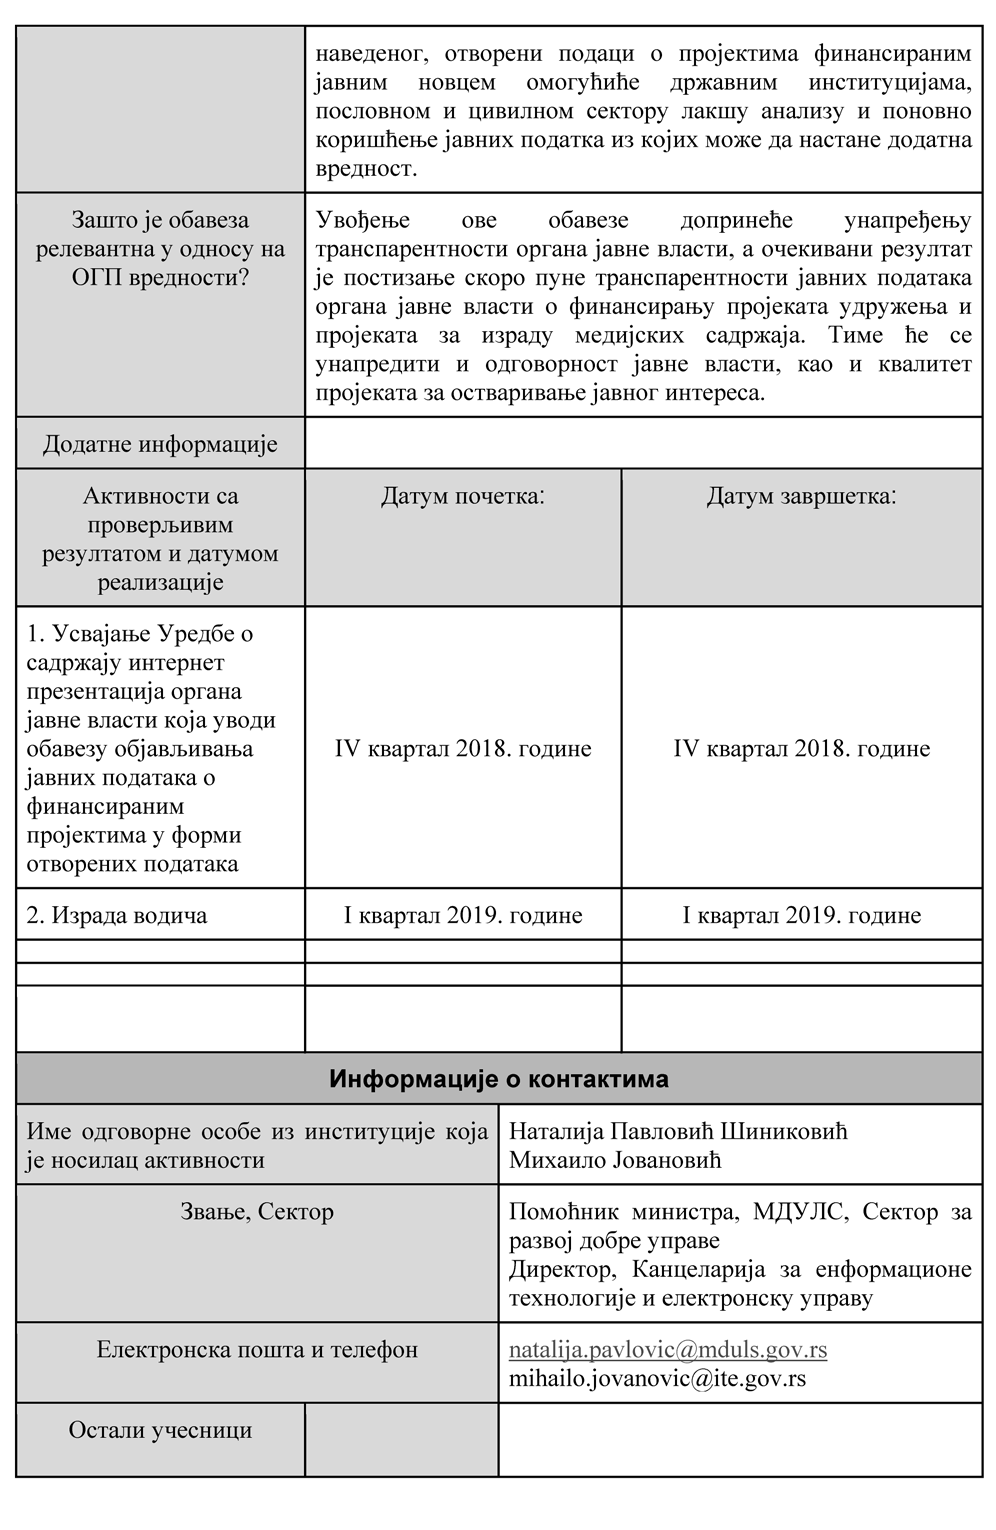 наведеног, отворени подаци о пројектима финансираним
јавним новцем омогућиће државним институцијама,
пословном и цивилном сектору лакшу анализу и поновно
коришћење јавних податка из којих може да настане додатна
вредност.
Зашто је обавеза
релевантна у односу на
ОГП вредности?
Увођење ове обавезе допринеће унапређењу
транспарентности органа јавне власти, а очекивани резултат
је постизање скоро пуне транспарентности јавних података
органа јавне власти о финансирању пројеката удружења и
пројеката за израду медијских садржаја. Тиме ће се
унапредити и одговорност јавне власти, као и квалитет
пројеката за остваривање јавног интереса.
Додатне информације
Активности са
проверљивим
резултатом и датумом
реализације
Датум почетка:
Датум завршетка:
1. Усвајање Уредбе о
садржају интернет
презентација органа
јавне власти која уводи
обавезу објављивања
јавних података о
финансираним
пројектима у форми
отворених података
IV квартал 2018. године
IV квартал 2018. године
2. Израда водича
I квартал 2019. године
I квартал 2019. године
Информације о контактима
Име одговорне особе из институције која
је носилац активности
Наталија Павловић Шиниковић
Михаило Јовановић
Звање, Сектор
Помоћник министра, МДУЛС, Сектор за
развој добре управе
Директор, Канцеларија за енформационе
технологије и електронску управу
Електронска пошта и телефон
natalija.pavlovic@mduls.gov.rs
mihailo.jovanovic@ite.gov.rs
Остали учесници